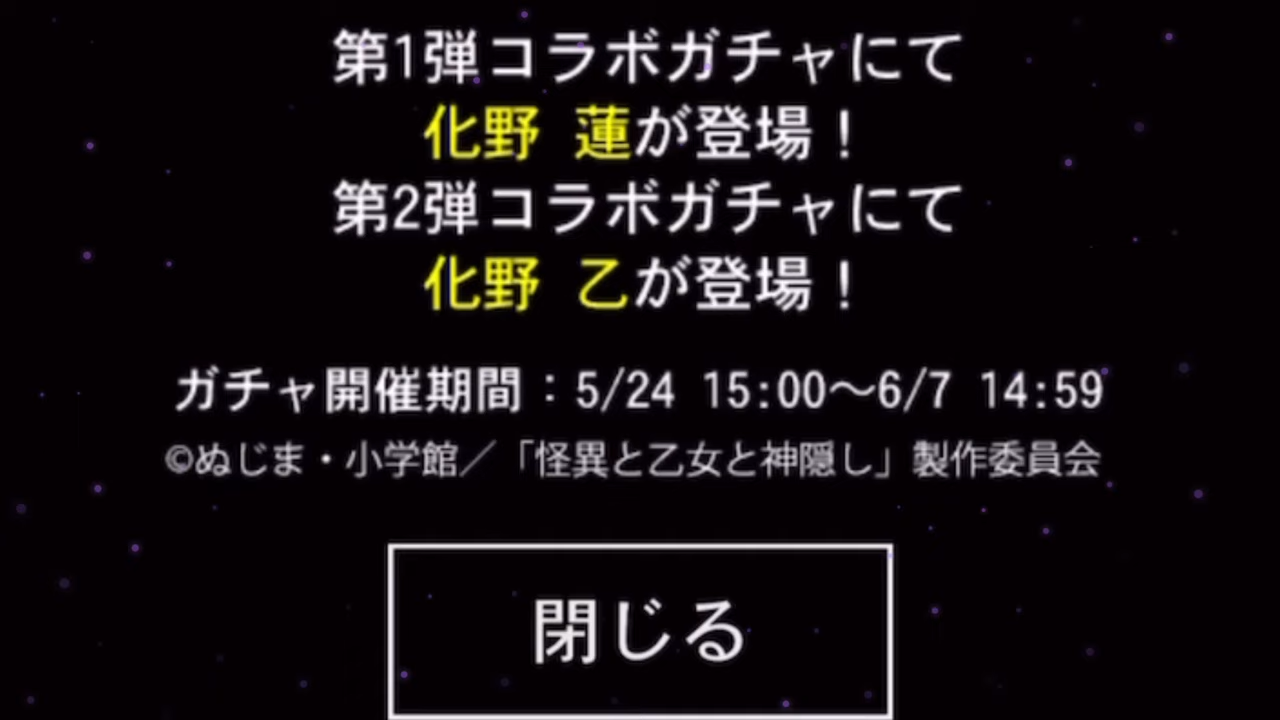 第1弾コラボガチャにて
化野 蓮が登場！
第2弾コラボガチャにて
化野 乙が登場！
ガチャ開催期間：5/24 15:00～6/7 14:59
©ぬじま・小学館／「怪異と乙女と神隠し」製作委員会
閉じる